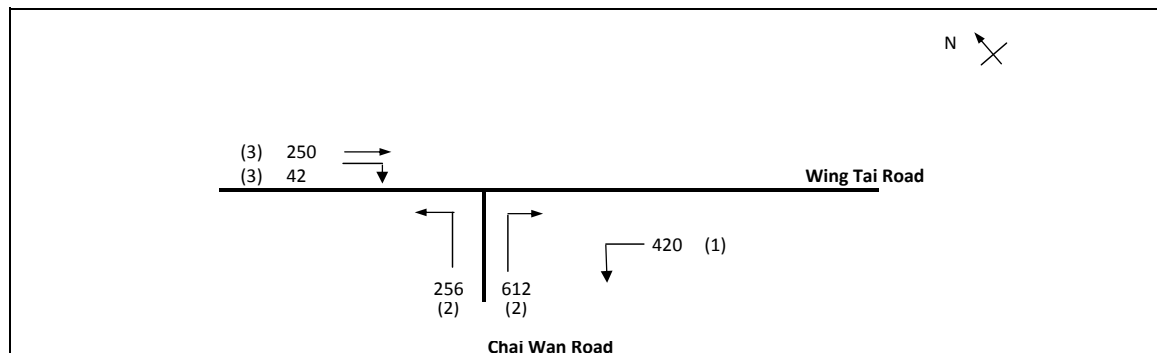 N
(3) 250
(3) 42
Wing Tai Road
420 (1)
256 612
(2) (2)
Chai Wan Road